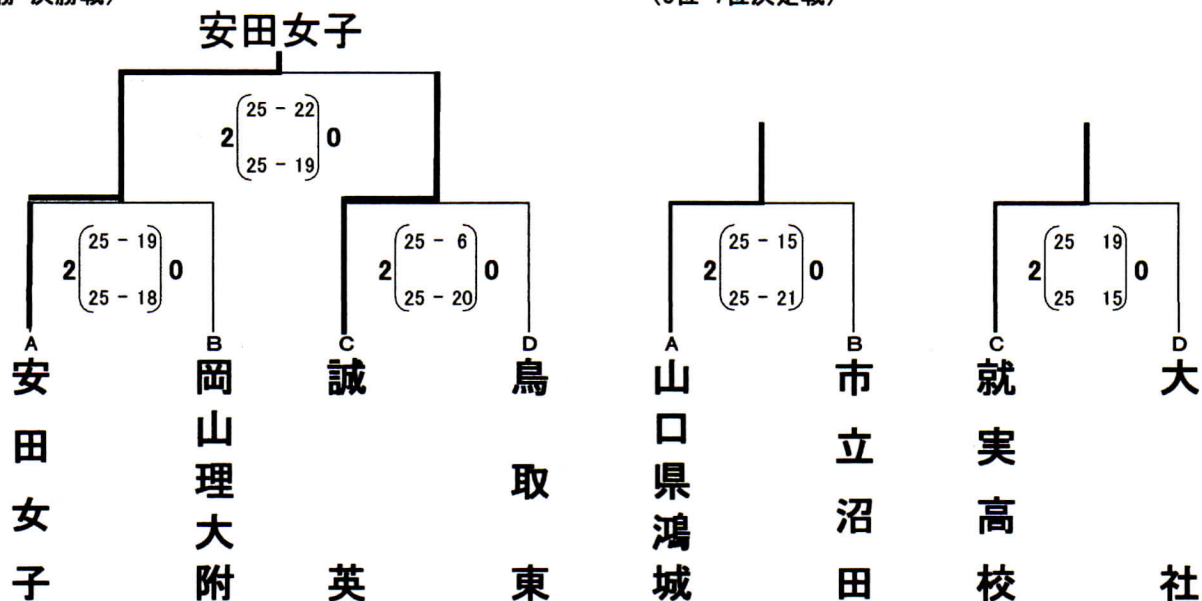 安田女子
2 25 - 22 0
25 - 19
2 25 - 19 0
25 - 18
2 25 - 6 0
25 - 20
2 25 - 15 0
25 - 21
2 25 19 0
25 15
A B C D A B C D
安田女子
岡山理大附
誠英
鳥取東
山口県鴻城
市立沼田
就実高校
大社